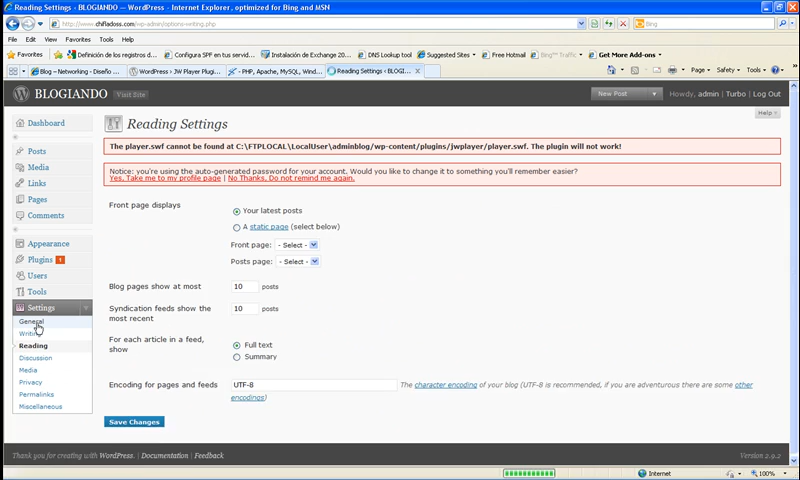 Reading Settings ‹ BLOGIANDO — WordPress - Internet Explorer, optimized for Bing and MSN
http://www.chifladoss.com/wp-admin/options-writing.php
Bing
File Edit View Favorites Tools Help
Favorites Definición de los registros d... Configura SPF en tus servid... Instalación de Exchange 20... DNS Lookup tool Suggested Sites Free Hotmail Bing™ Traffic Get More Add-ons
Blog – Networking - Diseño ... WordPress › JW Player Plug... - PHP, Apache, MySQL, Wind... Reading Settings ‹ BLOGI...
Page Safety Tools
BLOGIANDO Visit Site
New Post Howdy, admin | Turbo | Log Out
Help
Dashboard
Posts
Media
Links
Pages
Comments
Appearance
Plugins 1
Users
Tools
Settings
General
Writing
Reading
Discussion
Media
Privacy
Permalinks
Miscellaneous
Reading Settings
The player.swf cannot be found at C:\FTPLOCAL\LocalUser\adminblog/wp-content/plugins/jwplayer/player.swf. The plugin will not work!
Notice: you're using the auto-generated password for your account. Would you like to change it to something you'll remember easier?
Yes, Take me to my profile page | No Thanks, Do not remind me again.
Front page displays
Your latest posts
A static page (select below)
Front page: - Select -
Posts page: - Select -
Blog pages show at most 10 posts
Syndication feeds show the most recent 10 posts
For each article in a feed, show
Full text
Summary
Encoding for pages and feeds UTF-8 The character encoding of your blog (UTF-8 is recommended, if you are adventurous there are some other
encodings)
Save Changes
Thank you for creating with WordPress. | Documentation | Feedback
Version 2.9.2
Internet 100%